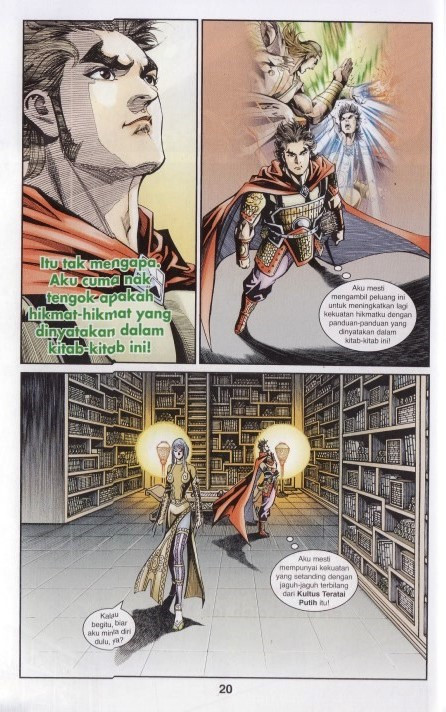 Itu tak mengapa.
Aku cuma nak
tengok apakah
hikmat-hikmat yang
dinyatakan dalam
kitab-kitab ini!
Aku mesti
mengambil peluang ini
untuk meningkatkan lagi
kekuatan hikmatku dengan
panduan-panduan yang
dinyatakan dalam
kitab-kitab ini!
Aku mesti
mempunyai kekuatan
yang setanding dengan
jaguh-jaguh terbilang
dari Kultus Teratai
Putih itu!
Kalau
begitu, biar
aku minta diri
dulu, ya?
20